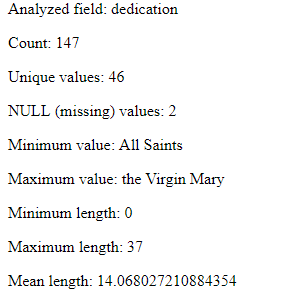 Analyzed field: dedication
Count: 147
Unique values: 46
NULL (missing) values: 2
Minimum value: All Saints
Maximum value: the Virgin Mary
Minimum length: 0
Maximum length: 37
Mean length: 14.068027210884354